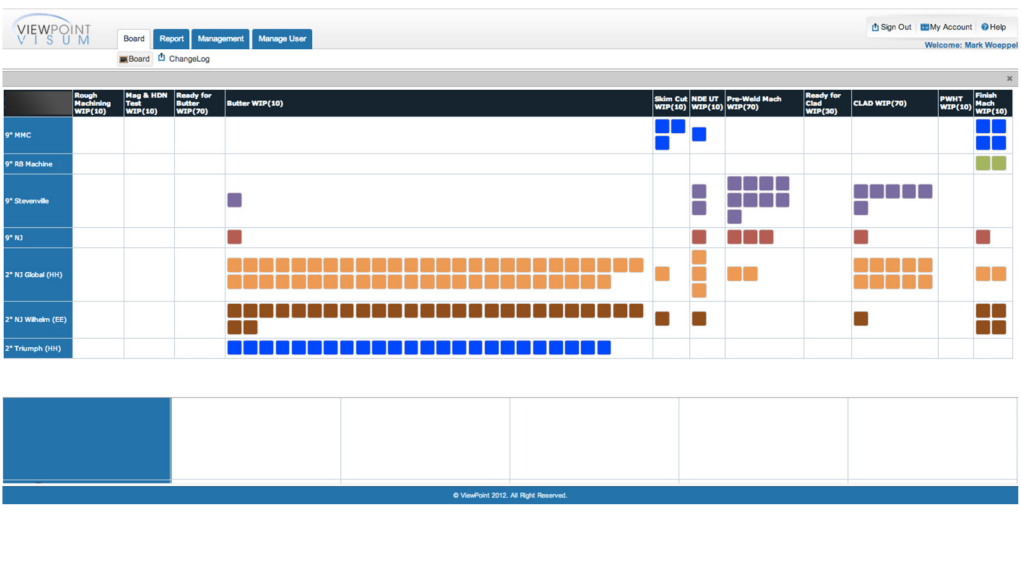 VIEWPOINT
VISUM
Sign Out My Account Help
Welcome: Mark Woeppel
Board Report Management Manage User
Board ChangeLog
×
Rough Machining WIP(10)
Mag & HDN Test WIP(10)
Ready for Butter WIP(70)
Butter WIP(10)
Skim Cut WIP(10)
NDE UT WIP(10)
Pre-Weld Mach WIP(70)
Ready for Clad WIP(30)
CLAD WIP(70)
PWHT WIP(10)
Finish Mach WIP(10)
9" MMC
9" RB Machine
9" Stevenville
9" NJ
2" NJ Global (HH)
2" NJ Wilhelm (EE)
2" Triumph (HH)
© ViewPoint 2012. All Right Reserved.